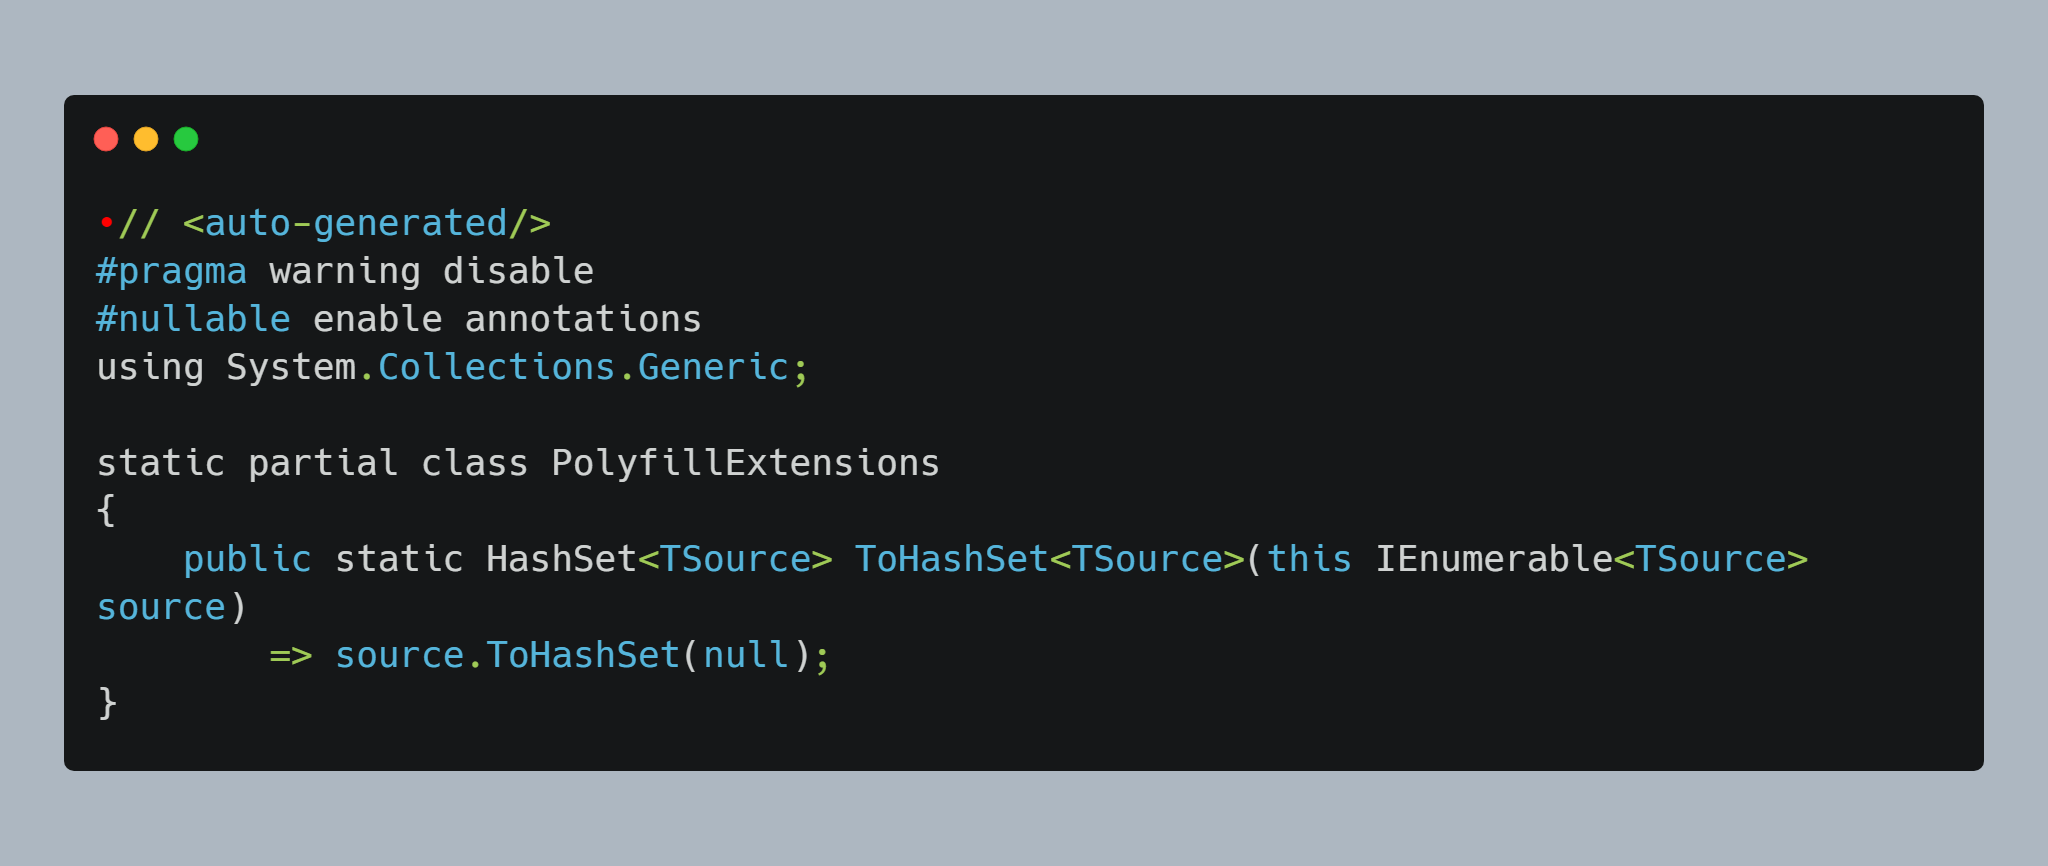 •// <auto-generated/>
#pragma warning disable
#nullable enable annotations
using System.Collections.Generic;

static partial class PolyfillExtensions
{
    public static HashSet<TSource> ToHashSet<TSource>(this IEnumerable<TSource>
source)
        => source.ToHashSet(null);
}